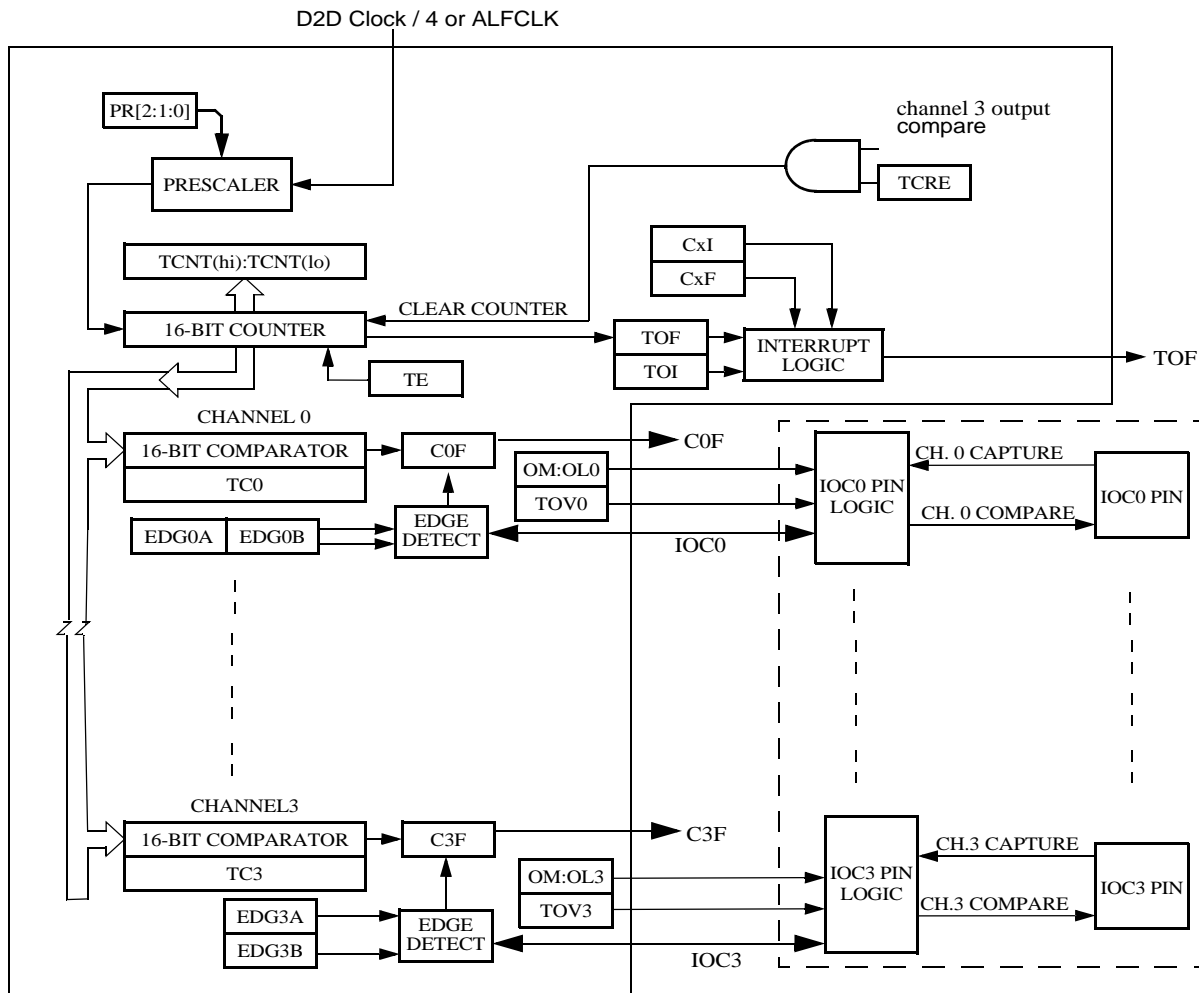 D2D Clock / 4 or ALFCLK
PR[2:1:0]
channel 3 output
compare
PRESCALER
TCRE
CxI
TCNT(hi):TCNT(lo)
CxF
CLEAR COUNTER
16-BIT COUNTER
TOF
INTERRUPT
LOGIC
TOF
TOI
TE
CHANNEL 0
16-BIT COMPARATOR
C0F
C0F
TC0
OM:OL0
TOV0
IOC0 PIN
LOGIC
CH. 0 CAPTURE
IOC0 PIN
CH. 0 COMPARE
EDG0A
EDG0B
EDGE
DETECT
IOC0
CHANNEL3
16-BIT COMPARATOR
C3F
C3F
TC3
OM:OL3
TOV3
IOC3 PIN
LOGIC
CH.3 CAPTURE
IOC3 PIN
CH.3 COMPARE
EDG3A
EDG3B
EDGE
DETECT
IOC3